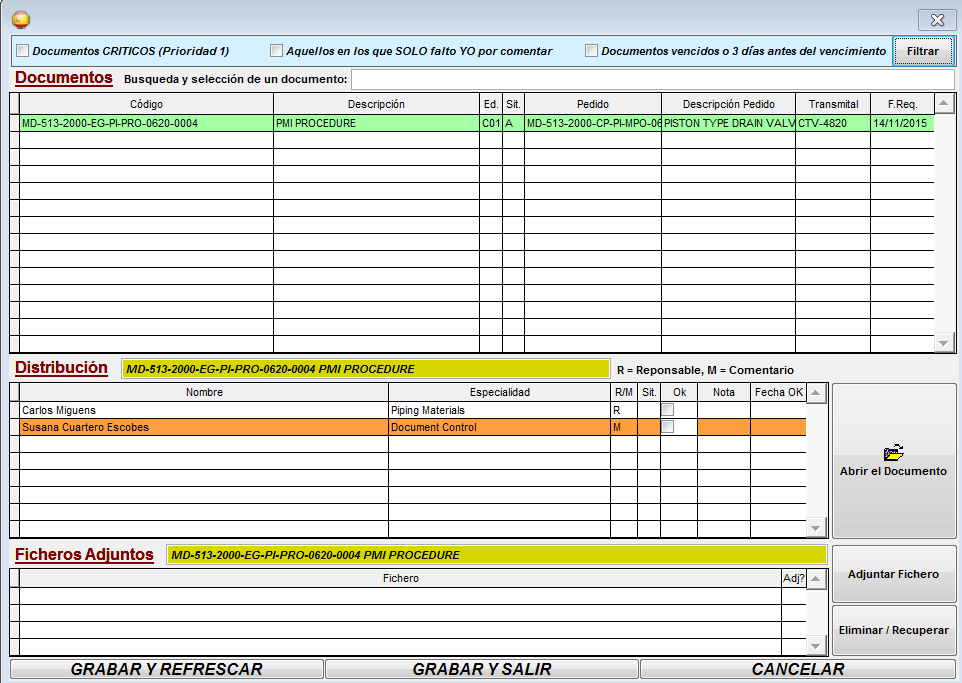 Documentos CRITICOS (Prioridad 1) Aquellos en los que SOLO falto YO por comentar Documentos vencidos o 3 días antes del vencimiento Filtrar
Documentos Busqueda y selección de un documento:
Código Descripción Ed. Sit. Pedido Descripción Pedido Transmital F.Req.
MD-513-2000-EG-PI-PRO-0620-0004 PMI PROCEDURE C01 A MD-513-2000-CP-PI-MPO-06 PISTON TYPE DRAIN VALV CTV-4820 14/11/2015
Distribución MD-513-2000-EG-PI-PRO-0620-0004 PMI PROCEDURE R = Reponsable, M = Comentario
Nombre Especialidad R/M Sit. Ok Nota Fecha OK
Carlos Miguens Piping Materials R
Susana Cuartero Escobes Document Control M
Abrir el Documento
Ficheros Adjuntos MD-513-2000-EG-PI-PRO-0620-0004 PMI PROCEDURE
Fichero Adj?
Adjuntar Fichero
Eliminar / Recuperar
GRABAR Y REFRESCAR GRABAR Y SALIR CANCELAR